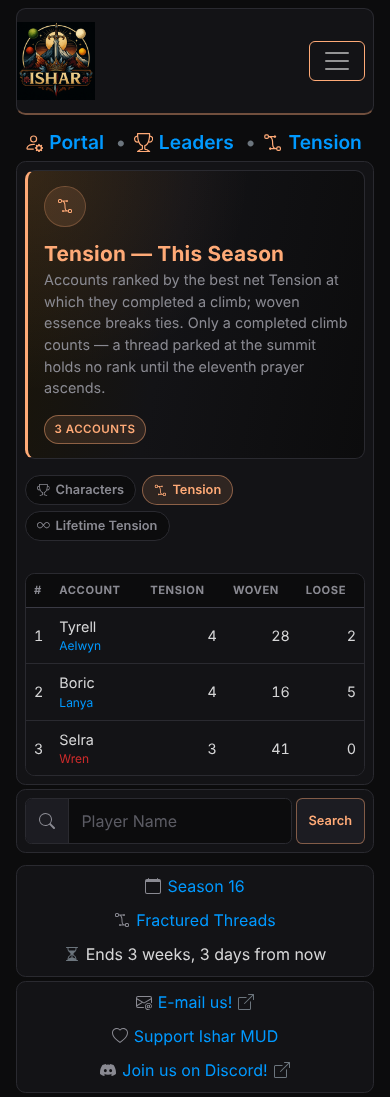 ISHAR
Portal • Leaders • Tension
Tension — This Season
Accounts ranked by the best net Tension at
which they completed a climb; woven
essence breaks ties. Only a completed climb
counts — a thread parked at the summit
holds no rank until the eleventh prayer
ascends.
3 ACCOUNTS
Characters Tension
Lifetime Tension
# ACCOUNT TENSION WOVEN LOOSE
1 Tyrell 4 28 2
Aelwyn
2 Boric 4 16 5
Lanya
3 Selra 3 41 0
Wren
Player Name Search
Season 16
Fractured Threads
Ends 3 weeks, 3 days from now
E-mail us!
Support Ishar MUD
Join us on Discord!